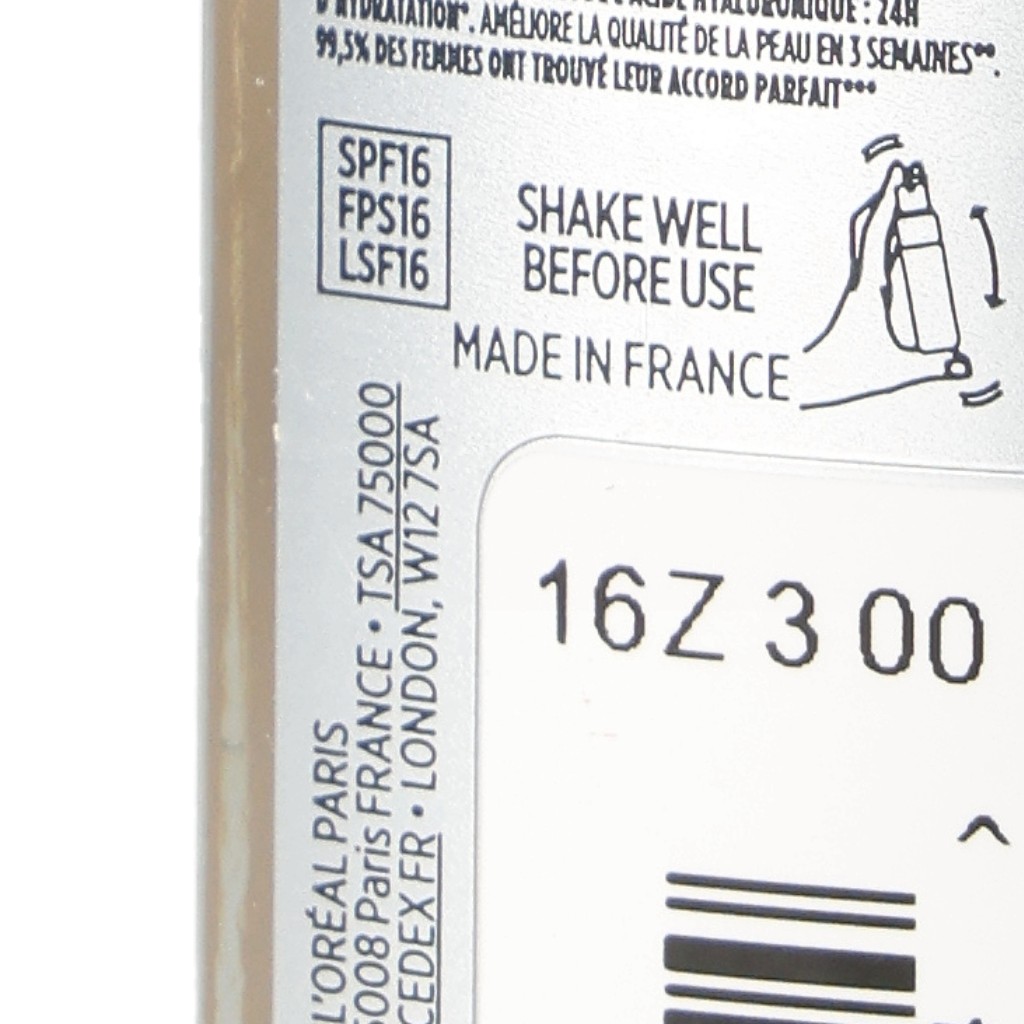 D'HYDRATATION*. AMÉLIORE LA QUALITÉ DE LA PEAU EN 3 SEMAINES**.
99,5% DES FEMMES ONT TROUVÉ LEUR ACCORD PARFAIT***
SPF16
FPS16
LSF16
SHAKE WELL
BEFORE USE
MADE IN FRANCE
L'ORÉAL PARIS
5008 Paris FRANCE • TSA 75000
CEDEX FR • LONDON, W12 7SA
16Z 3 00
^